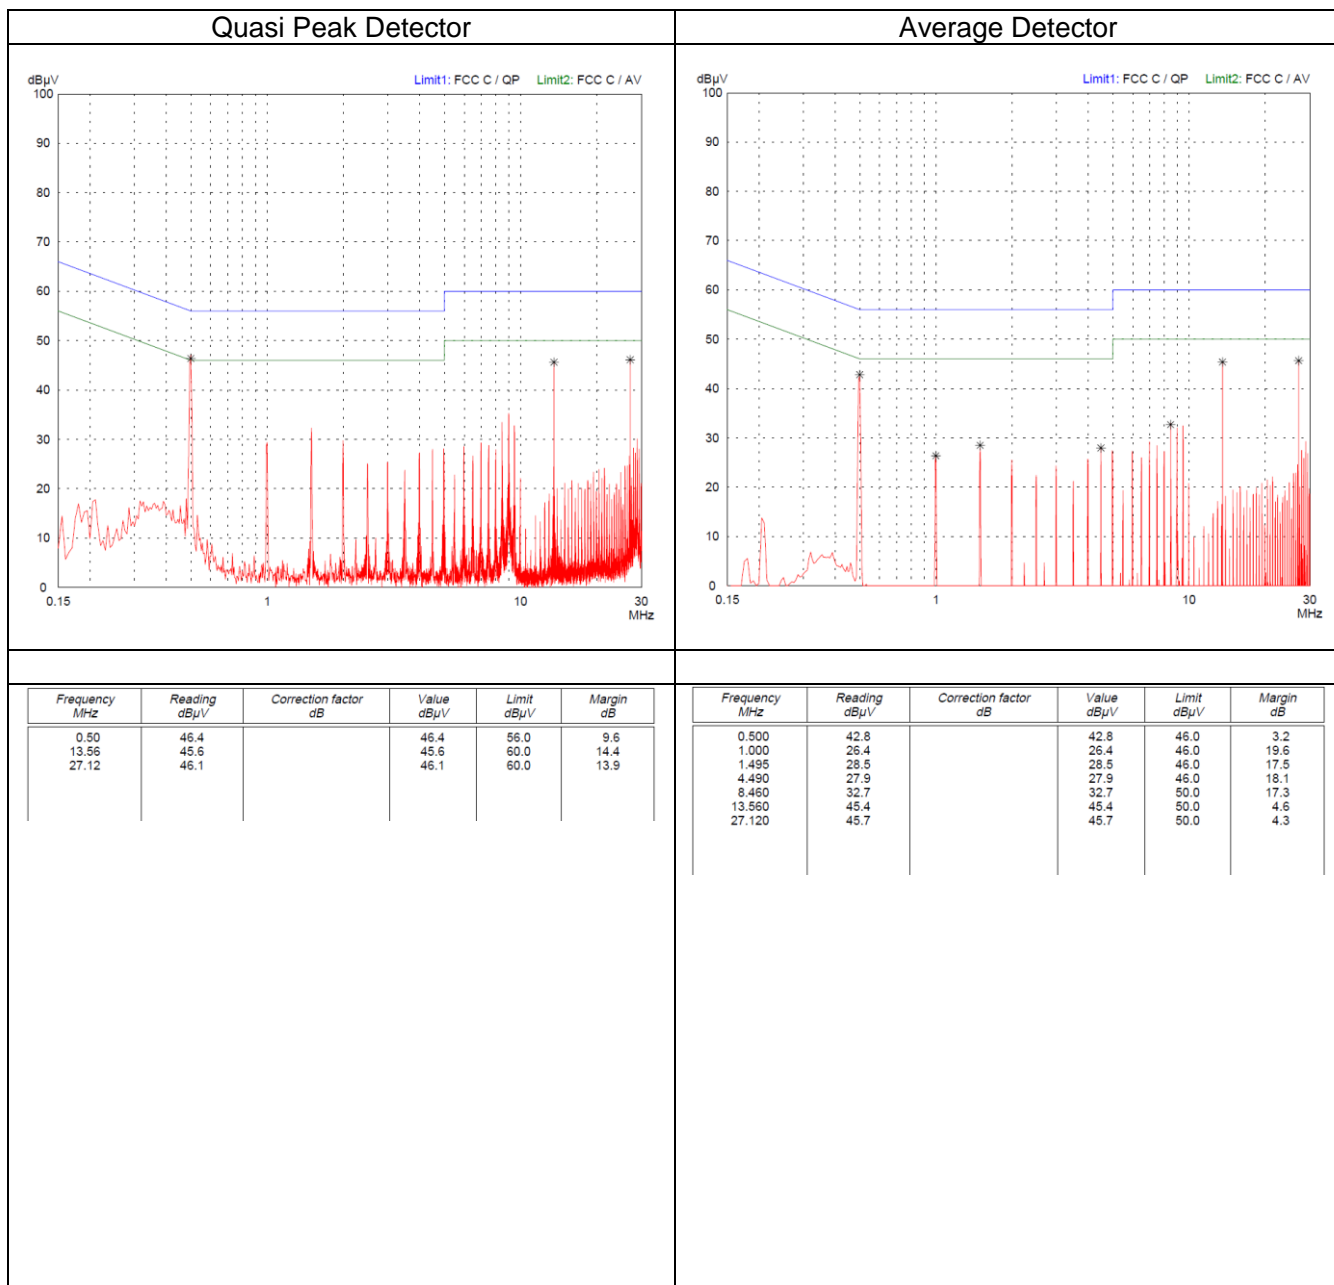 Quasi Peak Detector
Average Detector
dBµV
Limit1: FCC C / QP Limit2: FCC C / AV
100
90
80
70
60
50
40
30
20
10
0
0.15 1 10 30
MHz
dBµV
Limit1: FCC C / QP Limit2: FCC C / AV
100
90
80
70
60
50
40
30
20
10
0
0.15 1 10 30
MHz
Frequency Reading Correction factor Value Limit Margin
MHz dBµV dB dBµV dBµV dB
0.50 46.4 46.4 56.0 9.6
13.56 45.6 45.6 60.0 14.4
27.12 46.1 46.1 60.0 13.9
Frequency Reading Correction factor Value Limit Margin
MHz dBµV dB dBµV dBµV dB
0.500 42.8 42.8 46.0 3.2
1.000 26.4 26.4 46.0 19.6
1.495 28.5 28.5 46.0 17.5
4.490 27.9 27.9 46.0 18.1
8.460 32.7 32.7 50.0 17.3
13.560 45.4 45.4 50.0 4.6
27.120 45.7 45.7 50.0 4.3